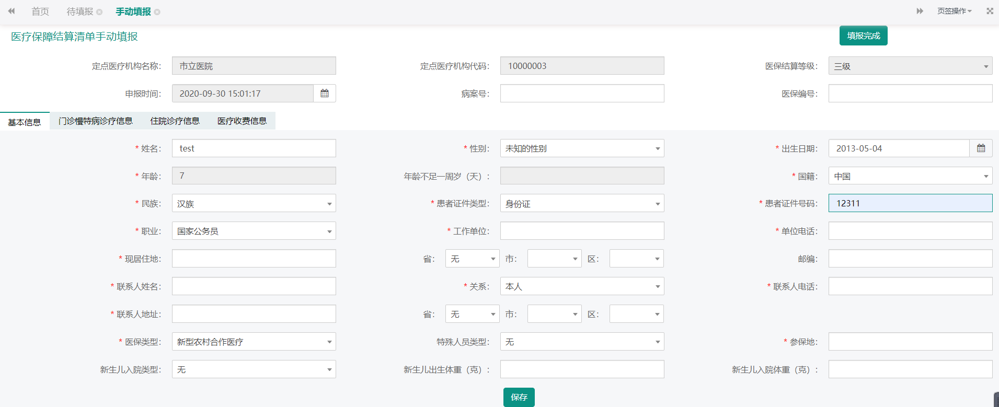 首页 待填报 手动填报 页签操作
医疗保障结算清单手动填报 填报完成
定点医疗机构名称： 市立医院 定点医疗机构代码： 10000003 医保结算等级： 三级
申报时间： 2020-09-30 15:01:17 病案号： 医保编号：
基本信息 门诊慢特病诊疗信息 住院诊疗信息 医疗收费信息
* 姓名： test * 性别： 未知的性别 * 出生日期： 2013-05-04
* 年龄： 7 年龄不足一周岁（天）： * 国籍： 中国
* 民族： 汉族 * 患者证件类型： 身份证 * 患者证件号码： 12311
* 职业： 国家公务员 * 工作单位： * 单位电话：
* 现居住地： 省： 无 市： 区： 邮编：
* 联系人姓名： * 关系： 本人 * 联系人电话：
* 联系人地址： 省： 无 市： 区：
* 医保类型： 新型农村合作医疗 特殊人员类型： 无 * 参保地：
新生儿入院类型： 无 新生儿出生体重（克）： 新生儿入院体重（克）：
保存